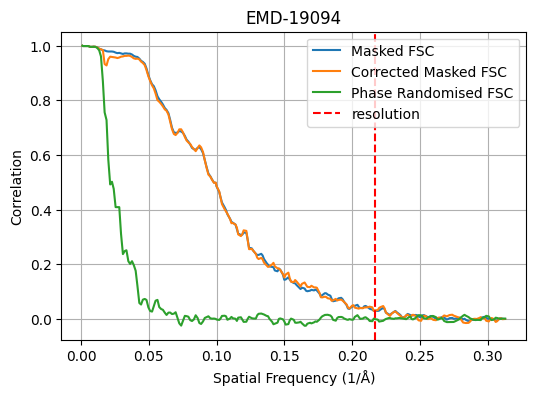 EMD-19094
Masked FSC
Corrected Masked FSC
Phase Randomised FSC
resolution
Correlation
1.0
0.8
0.6
0.4
0.2
0.0
0.00 0.05 0.10 0.15 0.20 0.25 0.30
Spatial Frequency (1/Å)